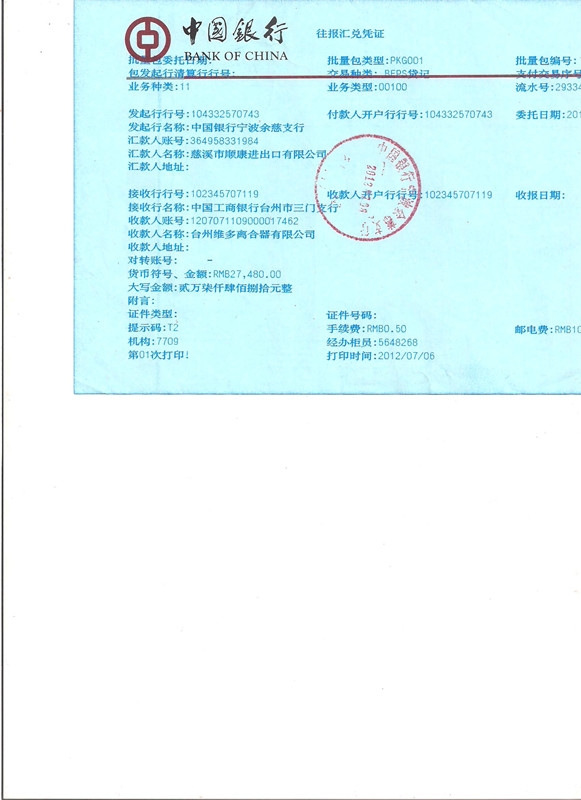 中國銀行 往报汇兑凭证
BANK OF CHINA
批量包委托日期: 批量包类型:PKG001 批量包编号:
包发起行清算行行号: 交易种类: BEPS贷记 支付交易序号
业务种类:11 业务类型:00100 流水号:29334
发起行行号:104332570743 付款人开户行行号:104332570743 委托日期:201
发起行名称:中国银行宁波余慈支行
汇款人账号:364958331984
汇款人名称:慈溪市顺康进出口有限公司
汇款人地址:
接收行行号:102345707119 收款人开户行行号:102345707119 收报日期:
接收行名称:中国工商银行台州市三门支行
收款人账号:1207071109000017462
收款人名称:台州维多离合器有限公司
收款人地址:
对转账号: -
货币符号、金额:RMB27,480.00
大写金额:贰万柒仟肆佰捌拾元整
附言:
证件类型: 证件号码:
提示码:T2 手续费:RMB0.50 邮电费:RMB10
机构:7709 经办柜员:5648268
第01次打印! 打印时间:2012/07/06